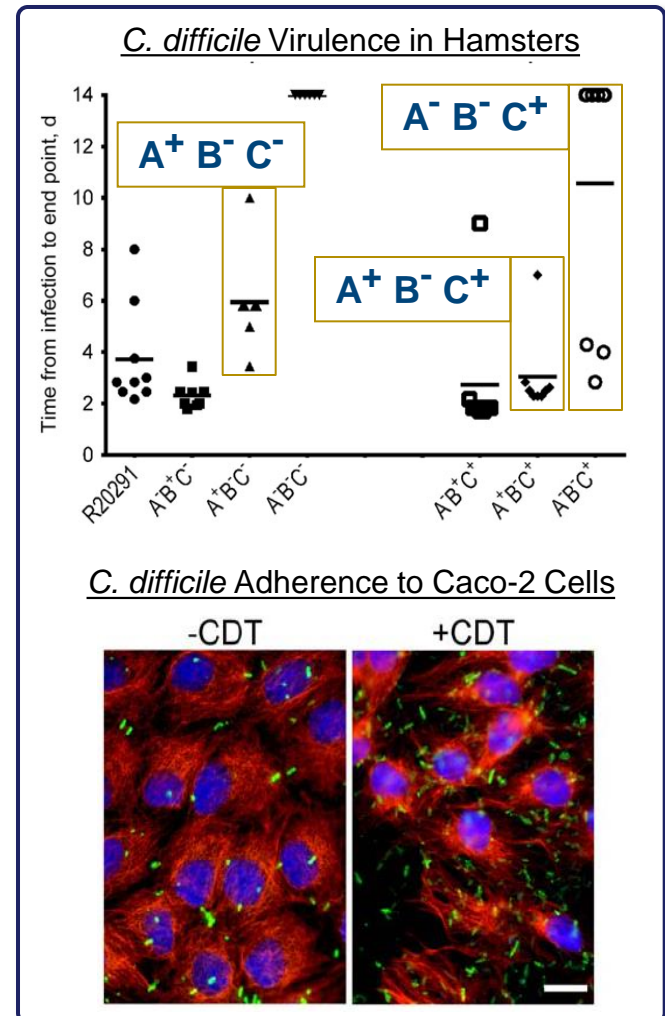 C. difficile Virulence in Hamsters
Time from infection to end point, d
14
12
10
8
6
4
2
0
A⁺ B⁻ C⁻
A⁻ B⁻ C⁺
A⁺ B⁻ C⁺
R20291
A⁻B⁺C⁻
A⁺B⁻C⁻
A⁻B⁻C⁻
A⁻B⁺C⁺
A⁺B⁻C⁺
A⁻B⁻C⁺
C. difficile Adherence to Caco-2 Cells
-CDT
+CDT